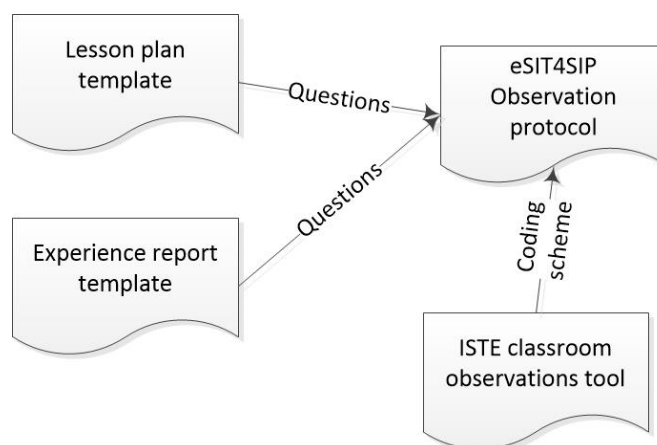 Lesson plan
template
Questions
eSIT4SIP
Observation
protocol
Questions
Experience report
template
Coding
scheme
ISTE classroom
observations tool